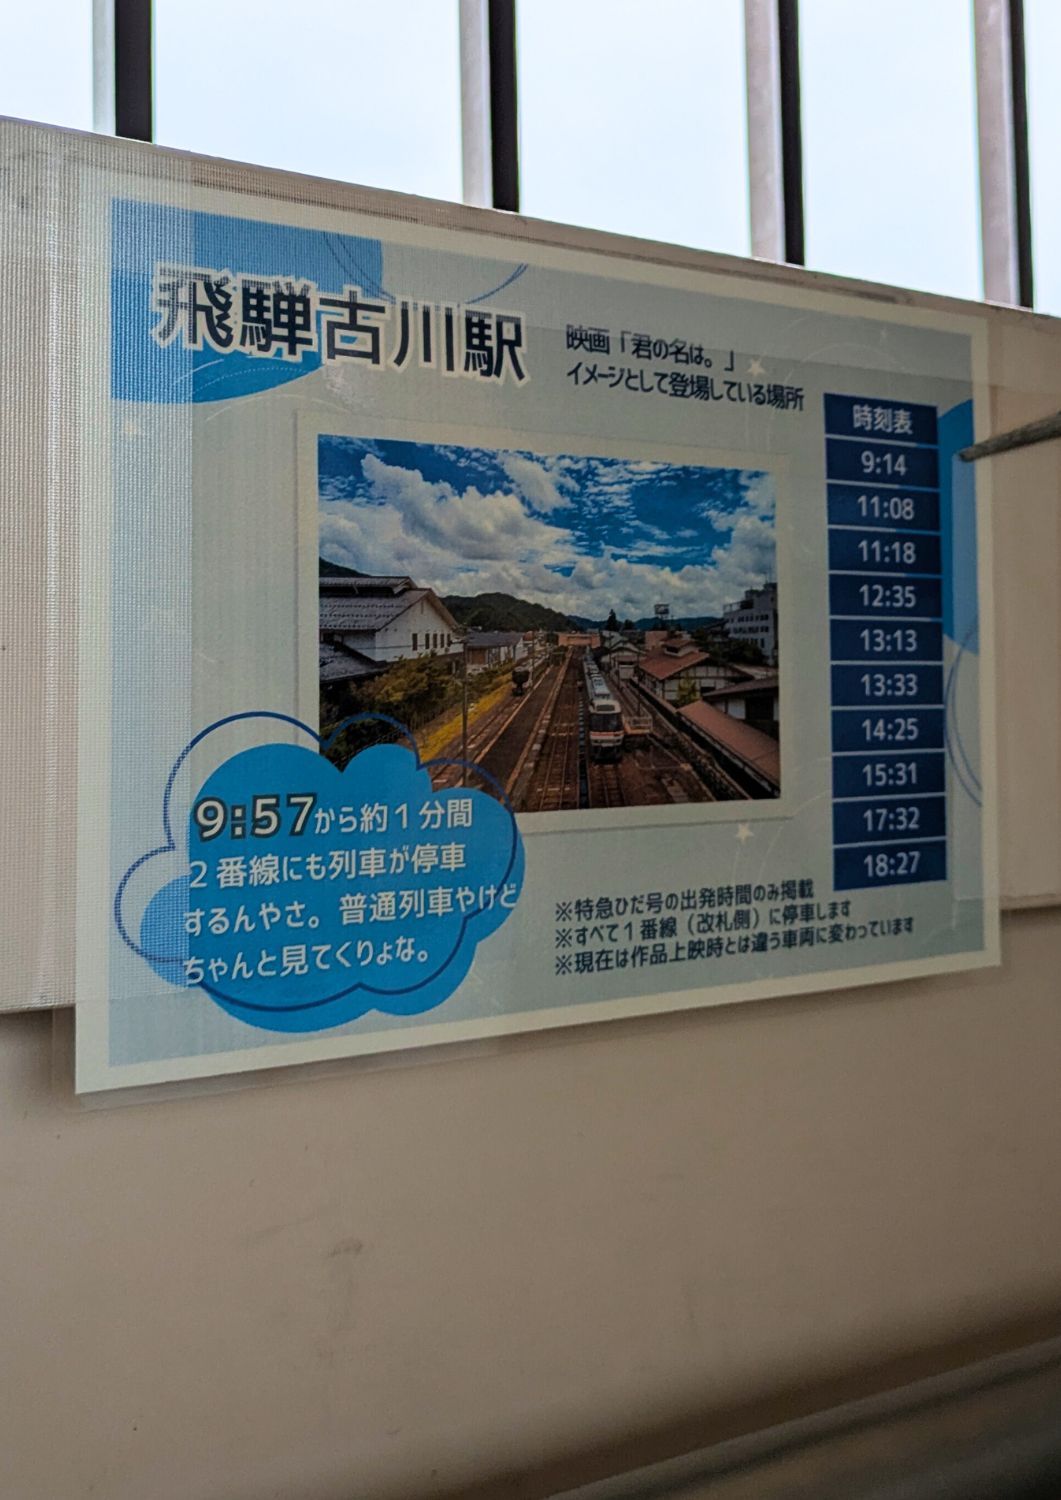 飛騨古川駅
映画「君の名は。」
イメージとして登場している場所
時刻表
9:14
11:08
11:18
12:35
13:13
13:33
14:25
15:31
17:32
18:27
9:57から約1分間
2番線にも列車が停車
するんやさ。普通列車やけど
ちゃんと見てくりょな。
※特急ひだ号の出発時間のみ掲載
※すべて1番線（改札側）に停車します
※現在は作品上映時とは違う車両に変わっています